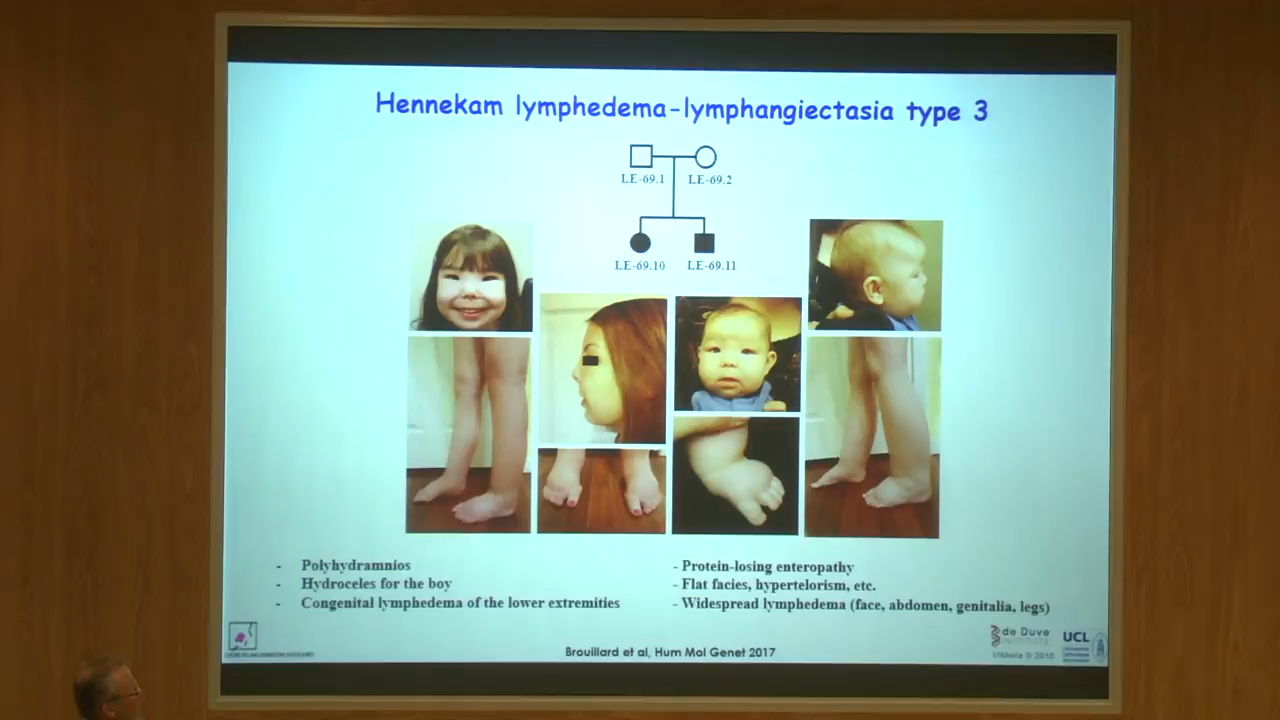 Hennekam lymphedema-lymphangiectasia type 3
LE-69.1 LE-69.2
LE-69.10 LE-69.11
- Polyhydramnios
- Hydroceles for the boy
- Congenital lymphedema of the lower extremities
- Protein-losing enteropathy
- Flat facies, hypertelorism, etc.
- Widespread lymphedema (face, abdomen, genitalia, legs)
Brouillard et al, Hum Mol Genet 2017
de Duve
INSTITUTE
UCL